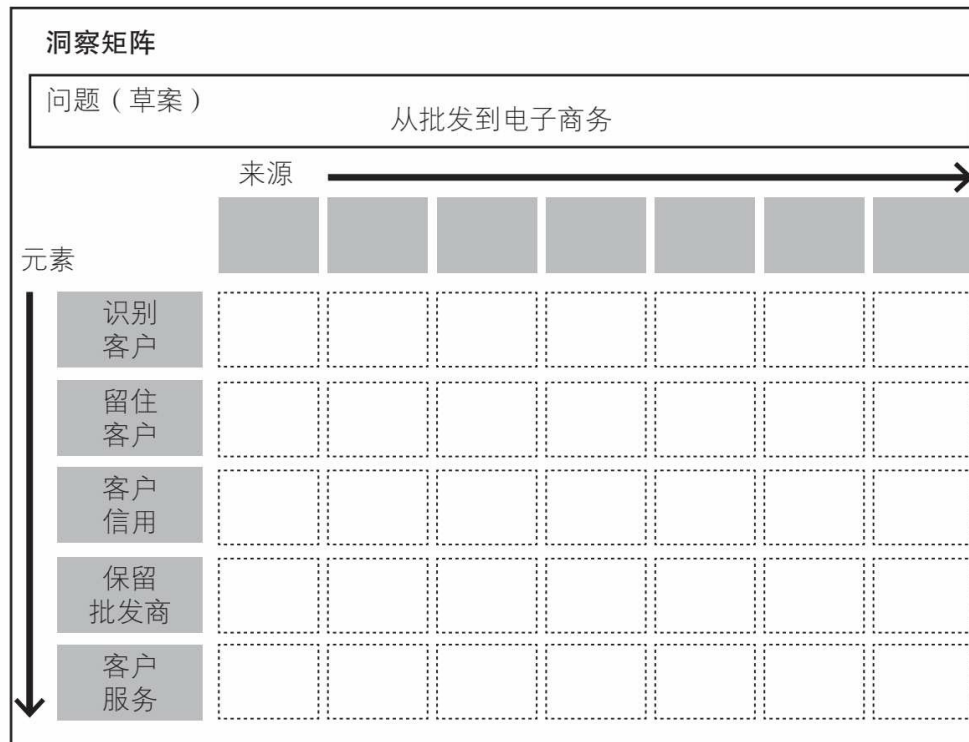 洞察矩阵
问题（草案）
从批发到电子商务
来源
元素
识别
客户
留住
客户
客户
信用
保留
批发商
客户
服务